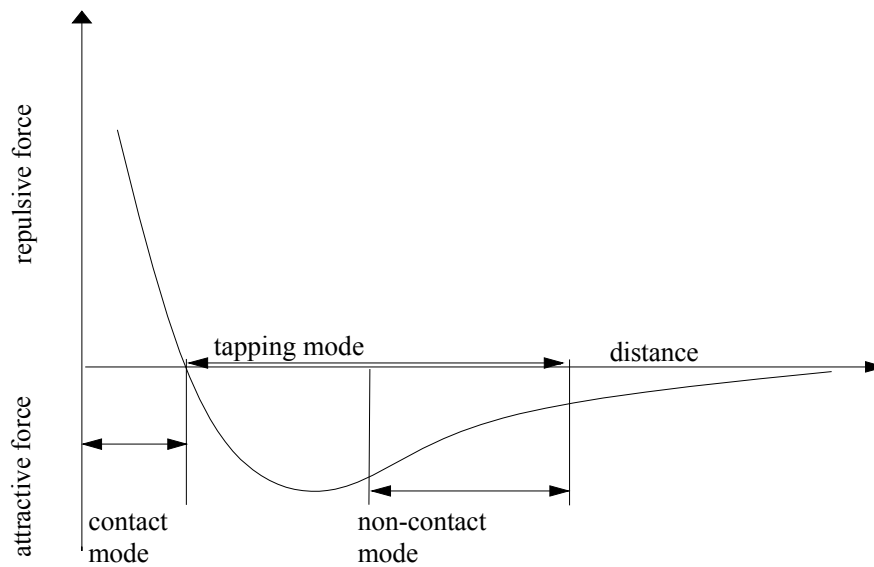 repulsive force
tapping mode
distance
attractive force
contact
mode
non-contact
mode